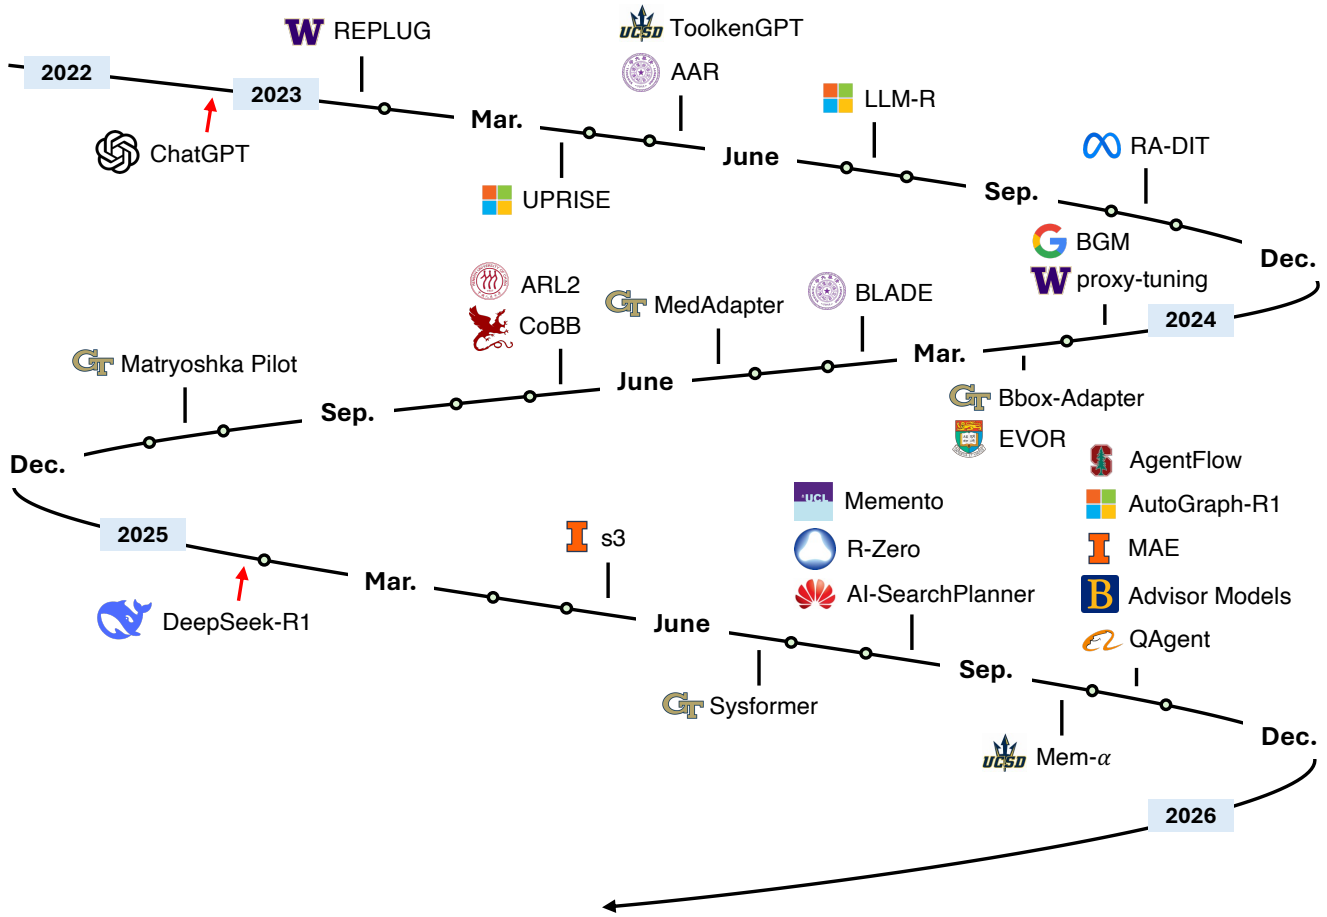 REPLUG
ToolkenGPT
AAR
2022
2023
ChatGPT
Mar.
UPRISE
June
LLM-R
Sep.
RA-DIT
Dec.
BGM
proxy-tuning
2024
Bbox-Adapter
EVOR
Mar.
BLADE
MedAdapter
June
ARL2
CoBB
Sep.
Matryoshka Pilot
Dec.
2025
DeepSeek-R1
Mar.
s3
June
Sysformer
UCL
Memento
R-Zero
AI-SearchPlanner
Sep.
UCSD
Mem-α
AgentFlow
AutoGraph-R1
MAE
Advisor Models
QAgent
Dec.
2026